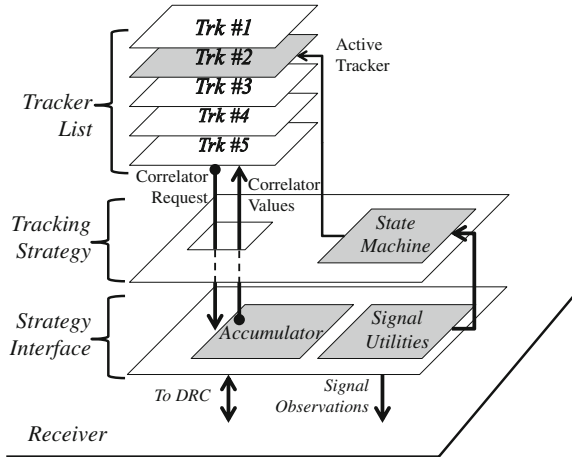 Trk #1
Trk #2
Trk #3
Trk #4
Trk #5
Active
Tracker
Tracker
List
Correlator
Request
Correlator
Values
Tracking
Strategy
State
Machine
Strategy
Interface
Accumulator
Signal
Utilities
To DRC
Signal
Observations
Receiver